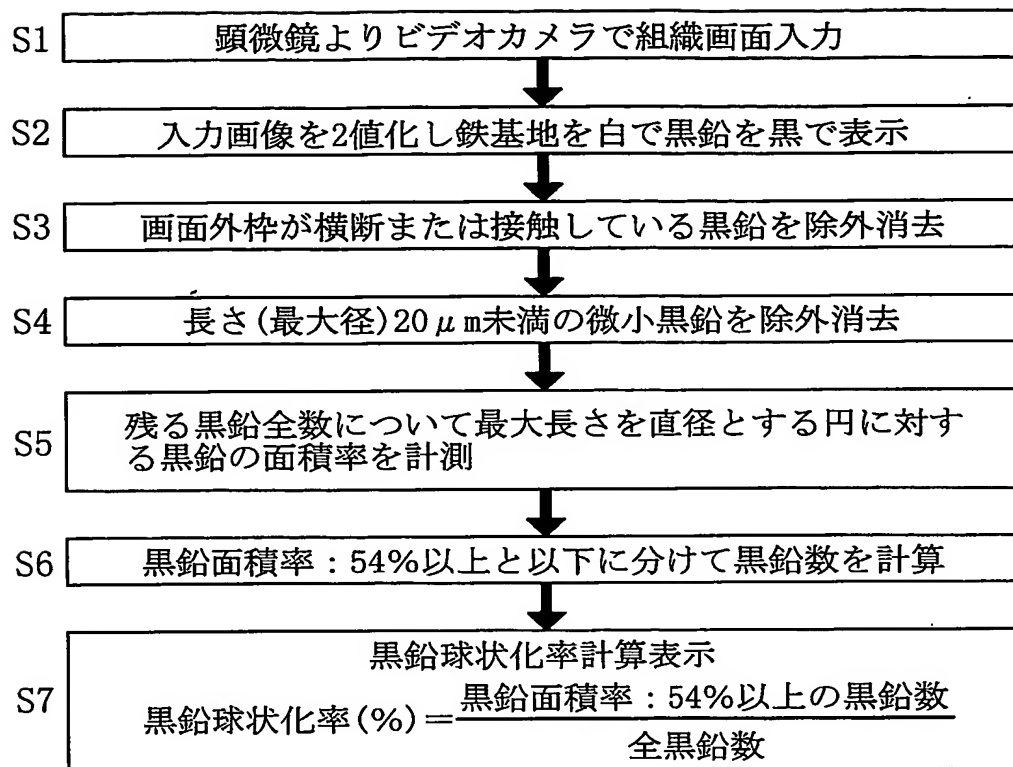 S1 顕微鏡よりビデオカメラで組織画面入力
S2 入力画像を2値化し鉄基地を白で黒鉛を黒で表示
S3 画面外枠が横断または接触している黒鉛を除外消去
S4 長さ(最大径)20μm未満の微小黒鉛を除外消去
S5 残る黒鉛全数について最大長さを直径とする円に対す
る黒鉛の面積率を計測
S6 黒鉛面積率:54%以上と以下に分けて黒鉛数を計算
S7 黒鉛球状化率計算表示
黒鉛球状化率(%)=黒鉛面積率:54%以上の黒鉛数
全黒鉛数